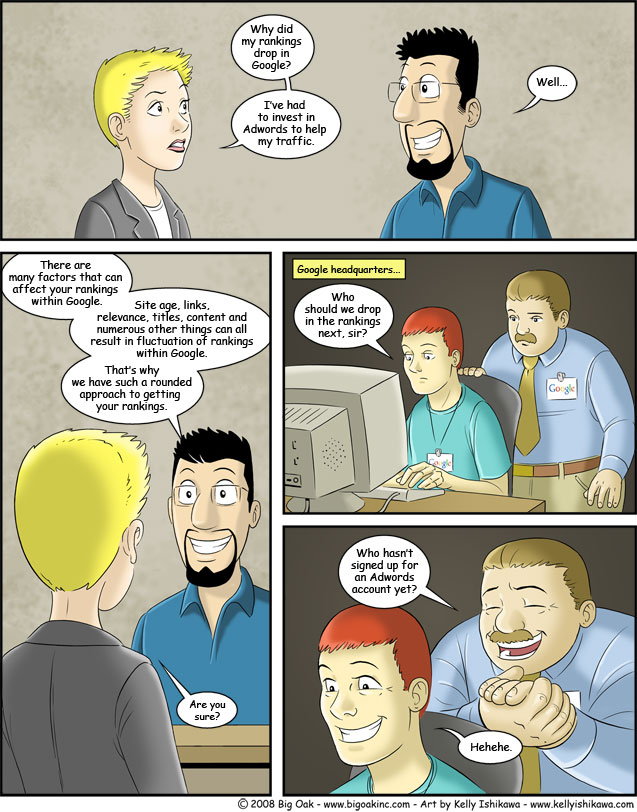 Why did
my rankings
drop in
Google?
I've had
to invest in
Adwords to help
my traffic.
Well...
There are
many factors that can
affect your rankings
within Google.
Site age, links,
relevance, titles, content and
numerous other things can all
result in fluctuation of rankings
within Google.
That's why
we have such a rounded
approach to getting
your rankings.
Are you
sure?
Google headquarters...
Who
should we drop
in the rankings
next, sir?
Google
Google
Who hasn't
signed up for
an Adwords
account yet?
Hehehe.
© 2008 Big Oak - www.bigoakinc.com - Art by Kelly Ishikawa - www.kellyishikawa.com